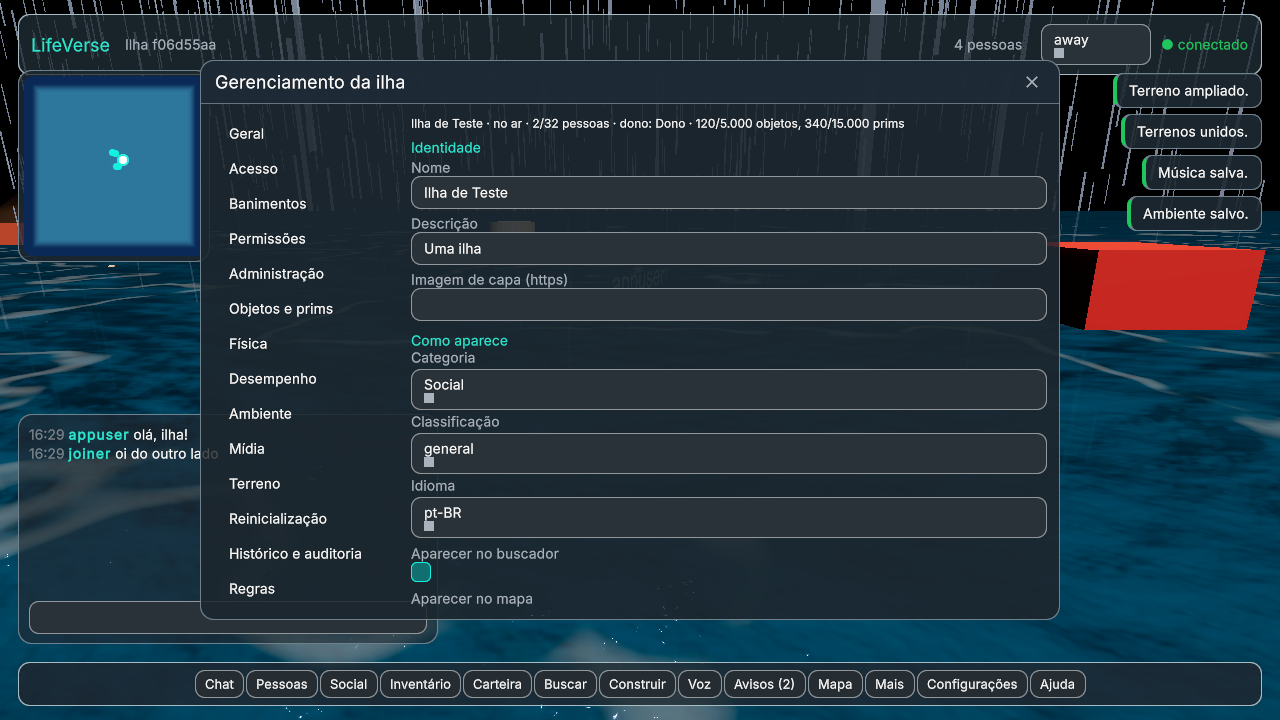 LifeVerse Ilha f06d55aa 4 pessoas away conectado
Gerenciamento da ilha
Terreno ampliado.
Terrenos unidos.
Música salva.
Ambiente salvo.
Geral
Acesso
Banimentos
Permissões
Administração
Objetos e prims
Física
Desempenho
Ambiente
Mídia
Terreno
Reinicialização
Histórico e auditoria
Regras
Ilha de Teste · no ar · 2/32 pessoas · dono: Dono · 120/5.000 objetos, 340/15.000 prims
Identidade
Nome
Ilha de Teste
Descrição
Uma ilha
Imagem de capa (https)
Como aparece
Categoria
Social
Classificação
general
Idioma
pt-BR
Aparecer no buscador
Aparecer no mapa
appuser
16:29 appuser olá, ilha!
16:29 joiner oi do outro lado
Chat Pessoas Social Inventário Carteira Buscar Construir Voz Avisos (2) Mapa Mais Configurações Ajuda